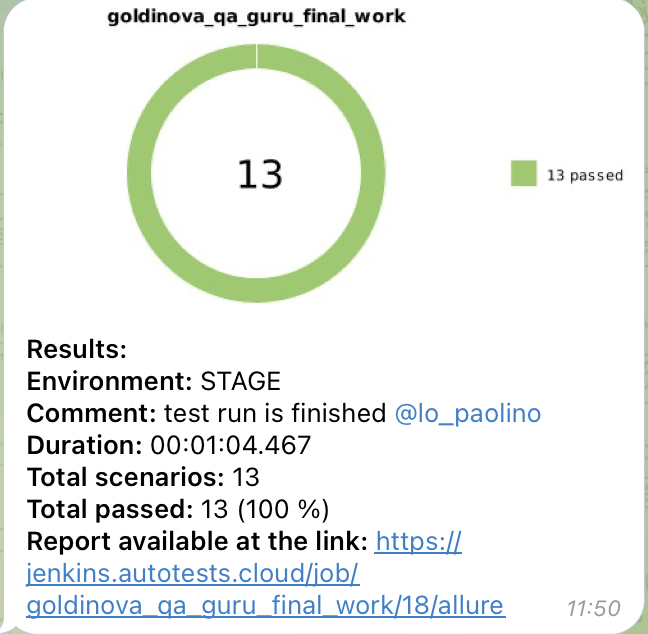 goldinova_qa_guru_final_work
13
13 passed
Results:
Environment: STAGE
Comment: test run is finished @lo_paolino
Duration: 00:01:04.467
Total scenarios: 13
Total passed: 13 (100 %)
Report available at the link: https://
jenkins.autotests.cloud/job/
goldinova_qa_guru_final_work/18/allure
11:50